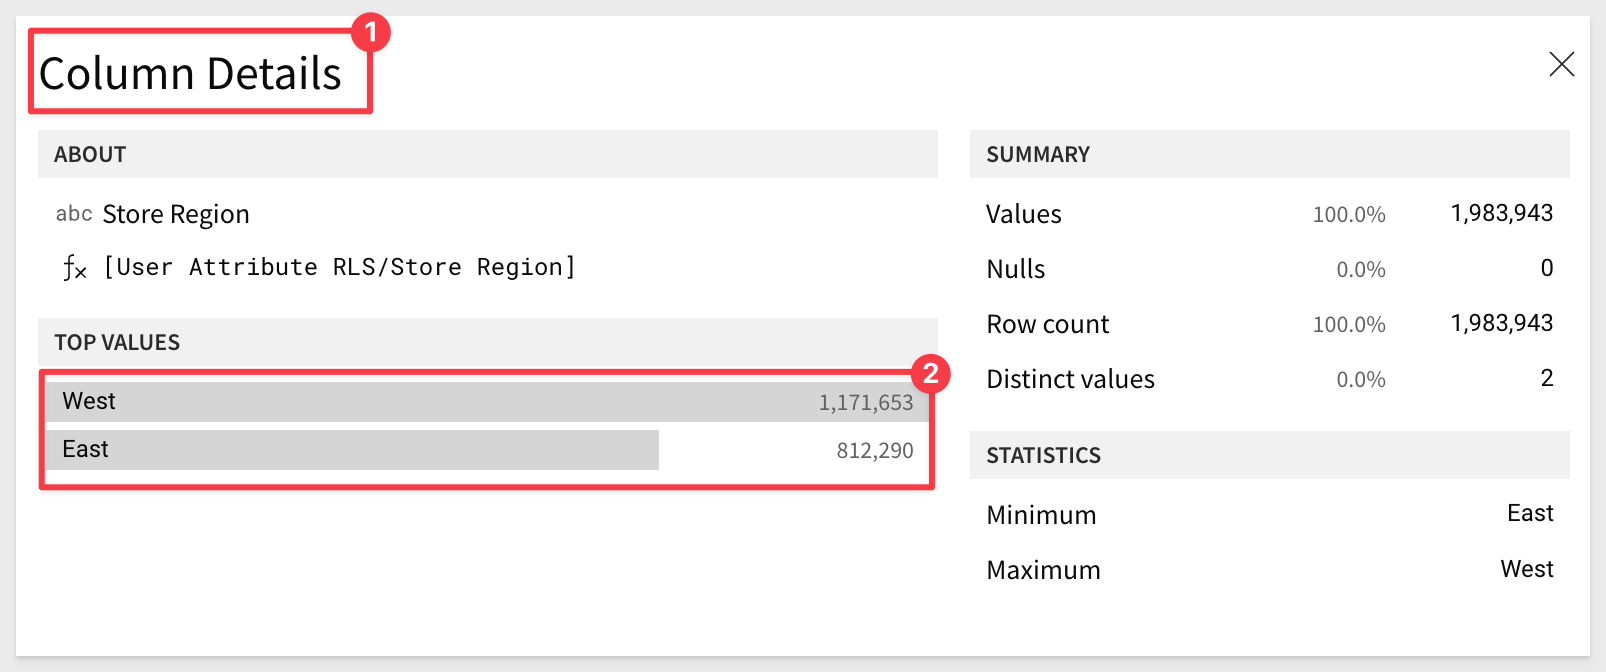 1
Column Details
ABOUT
abc Store Region
fx [User Attribute RLS/Store Region]
TOP VALUES
2
West 1,171,653
East 812,290
SUMMARY
Values 100.0% 1,983,943
Nulls 0.0% 0
Row count 100.0% 1,983,943
Distinct values 0.0% 2
STATISTICS
Minimum East
Maximum West